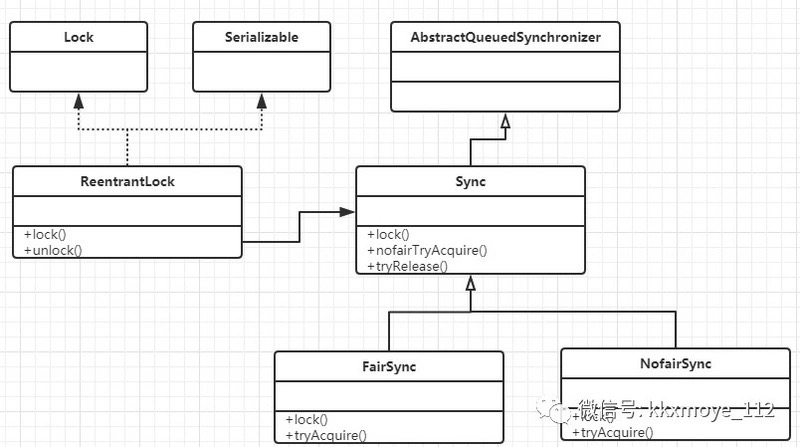 Lock
Serializable
AbstractQueuedSynchronizer
ReentrantLock
+lock()
+unlock()
Sync
+lock()
+nofairTryAcquire()
+tryRelease()
FairSync
+lock()
+tryAcquire()
NofairSync
+lock()
+tryAcquire()
微信号: kkxmoye_112